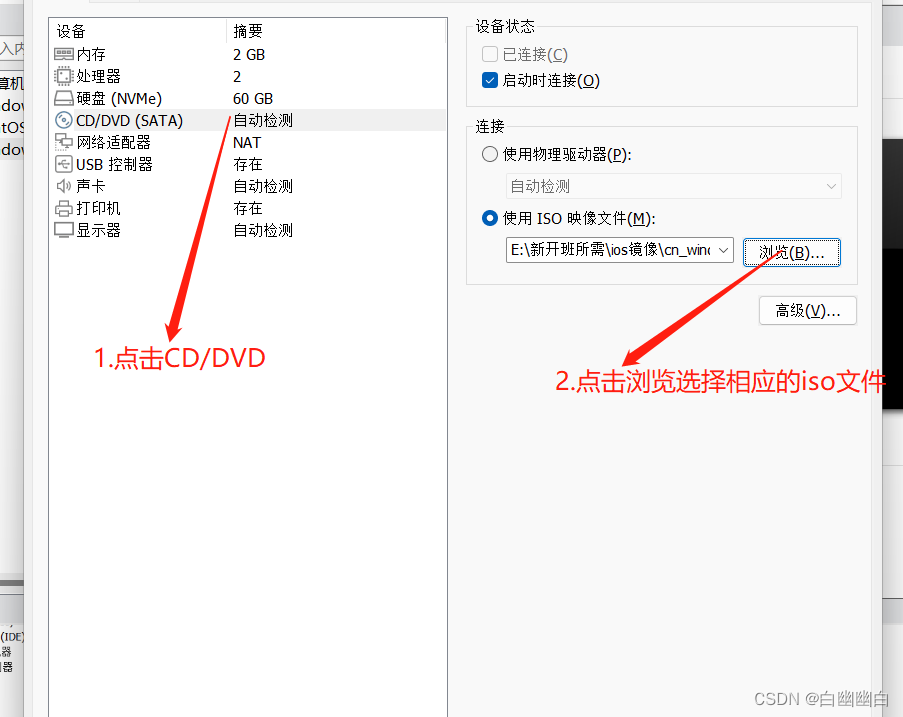 入内
算机
dow
tOS
dow
(IDE)
器
器
设备 摘要
内存 2 GB
处理器 2
硬盘 (NVMe) 60 GB
CD/DVD (SATA) 自动检测
网络适配器 NAT
USB 控制器 存在
声卡 自动检测
打印机 存在
显示器 自动检测
1.点击CD/DVD
设备状态
已连接(C)
启动时连接(O)
连接
使用物理驱动器(P):
自动检测
使用 ISO 映像文件(M):
E:\新开班所需\ios镜像\cn_wind
浏览(B)...
高级(V)...
2.点击浏览选择相应的iso文件
CSDN @白幽幽白